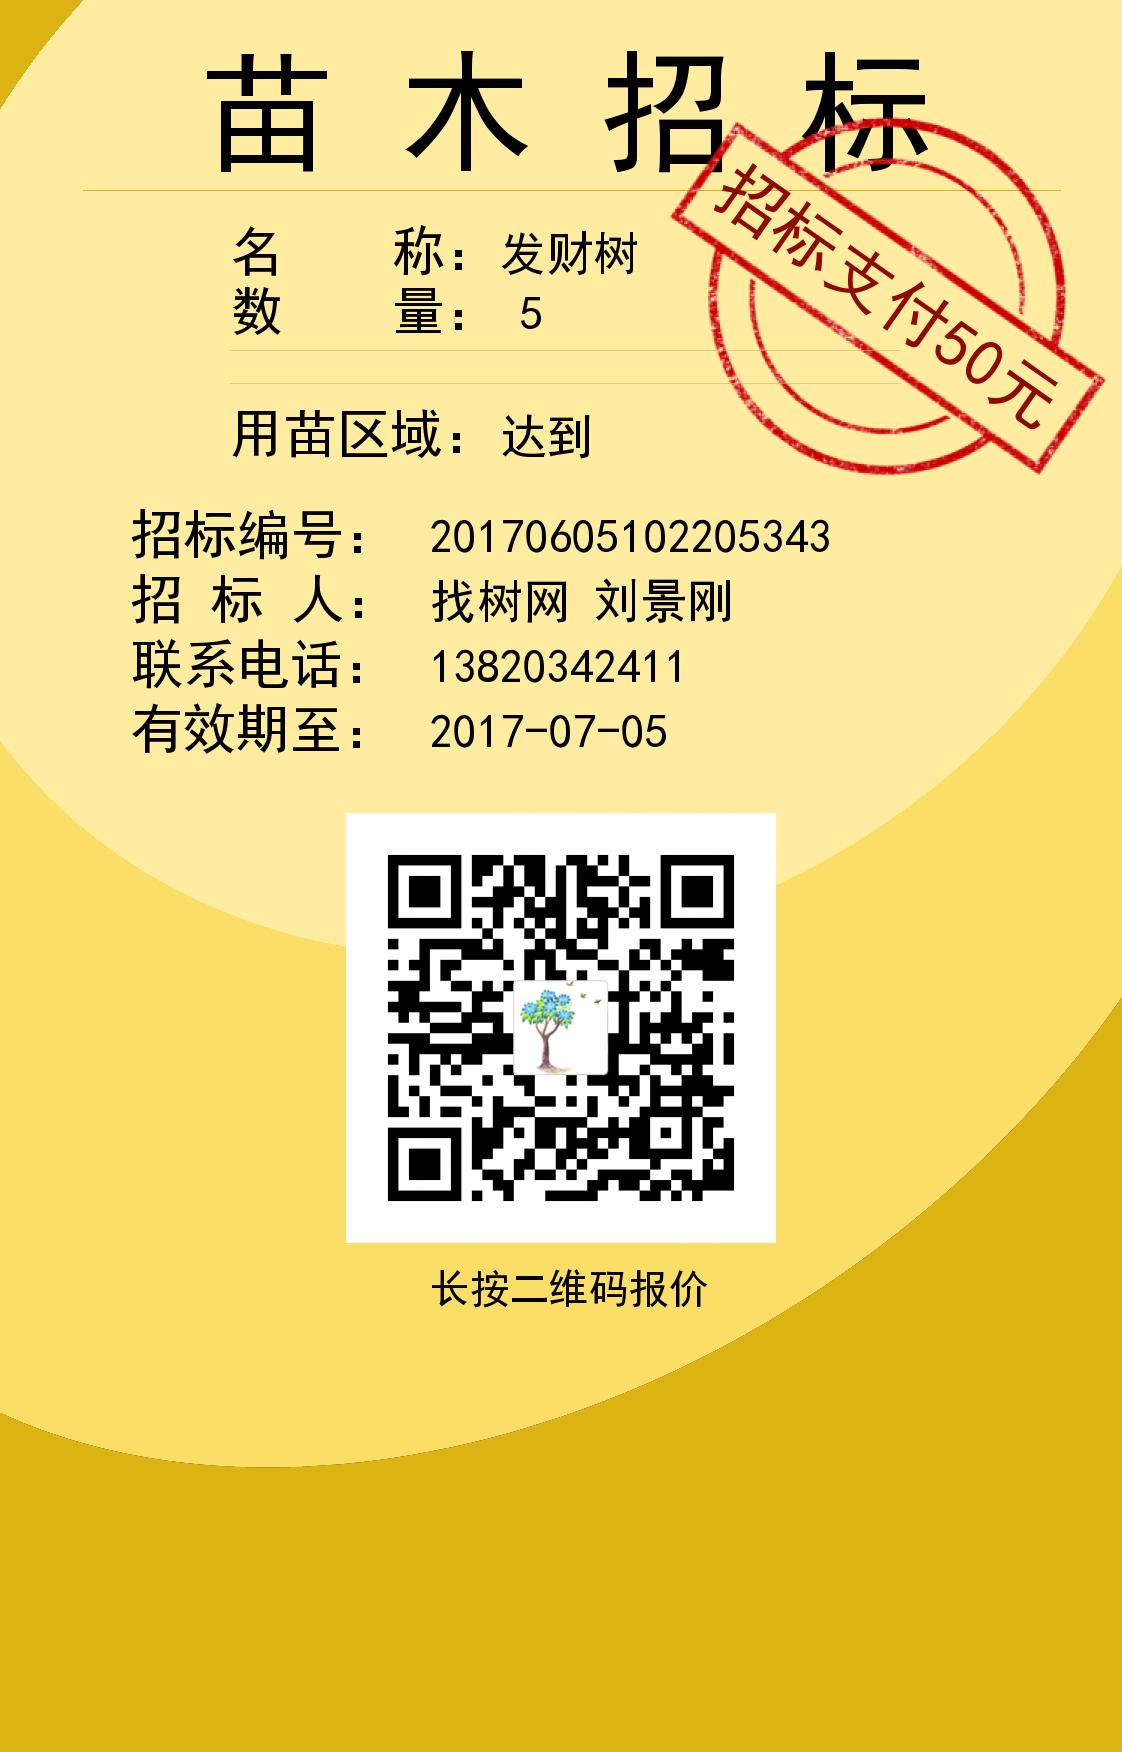 苗木招标
招标支付50元
名称：发财树
数量：5
用苗区域：达到
招标编号：20170605102205343
招标人：找树网 刘景刚
联系电话：13820342411
有效期至：2017-07-05
长按二维码报价